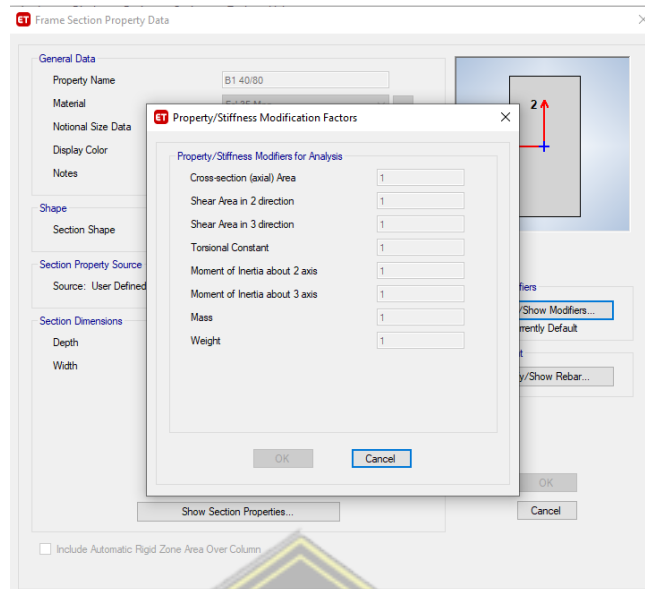 ET Frame Section Property Data
General Data
Property Name B1 40/80
Material
Notional Size Data
Display Color
Notes
2
ET Property/Stiffness Modification Factors
Property/Stiffness Modifiers for Analysis
Cross-section (axial) Area 1
Shear Area in 2 direction 1
Shear Area in 3 direction 1
Torsional Constant 1
Moment of Inertia about 2 axis 1
Moment of Inertia about 3 axis 1
Mass 1
Weight 1
OK Cancel
Shape
Section Shape
Section Property Source
Source: User Defined
Section Dimensions
Depth
Width
fiers
/Show Modifiers...
rrently Default
t
y/Show Rebar...
OK
Cancel
Show Section Properties...
Include Automatic Rigid Zone Area Over Column